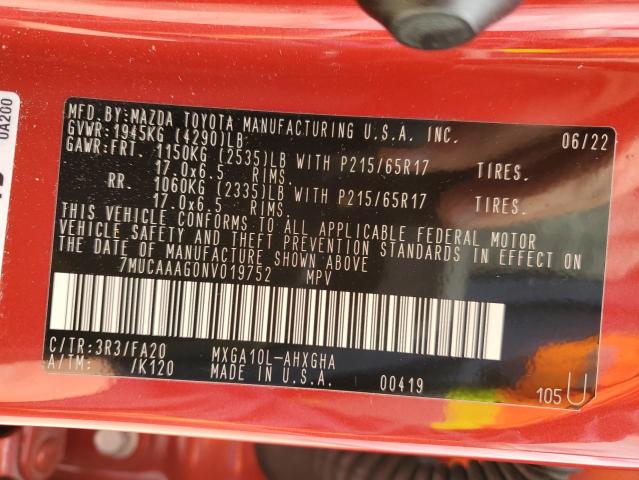 MFD.BY:MAZDA TOYOTA MANUFACTURING U.S.A. INC. 06/22
GVWR:1945KG (4290)LB
GAWR:FRT. 1150KG (2535)LB WITH P215/65R17 TIRES.
17.0x6.5 RIMS.
RR. 1060KG (2335)LB WITH P215/65R17 TIRES.
17.0x6.5 RIMS.
THIS VEHICLE CONFORMS TO ALL APPLICABLE FEDERAL MOTOR
VEHICLE SAFETY AND THEFT PREVENTION STANDARDS IN EFFECT ON
THE DATE OF MANUFACTURE SHOWN ABOVE
7MUCAAAG0NV019752 MPV
C/TR:3R3/FA20 MXGA10L-AHXGHA
A/TM: /K120 MADE IN U.S.A. 00419
105U
0A200